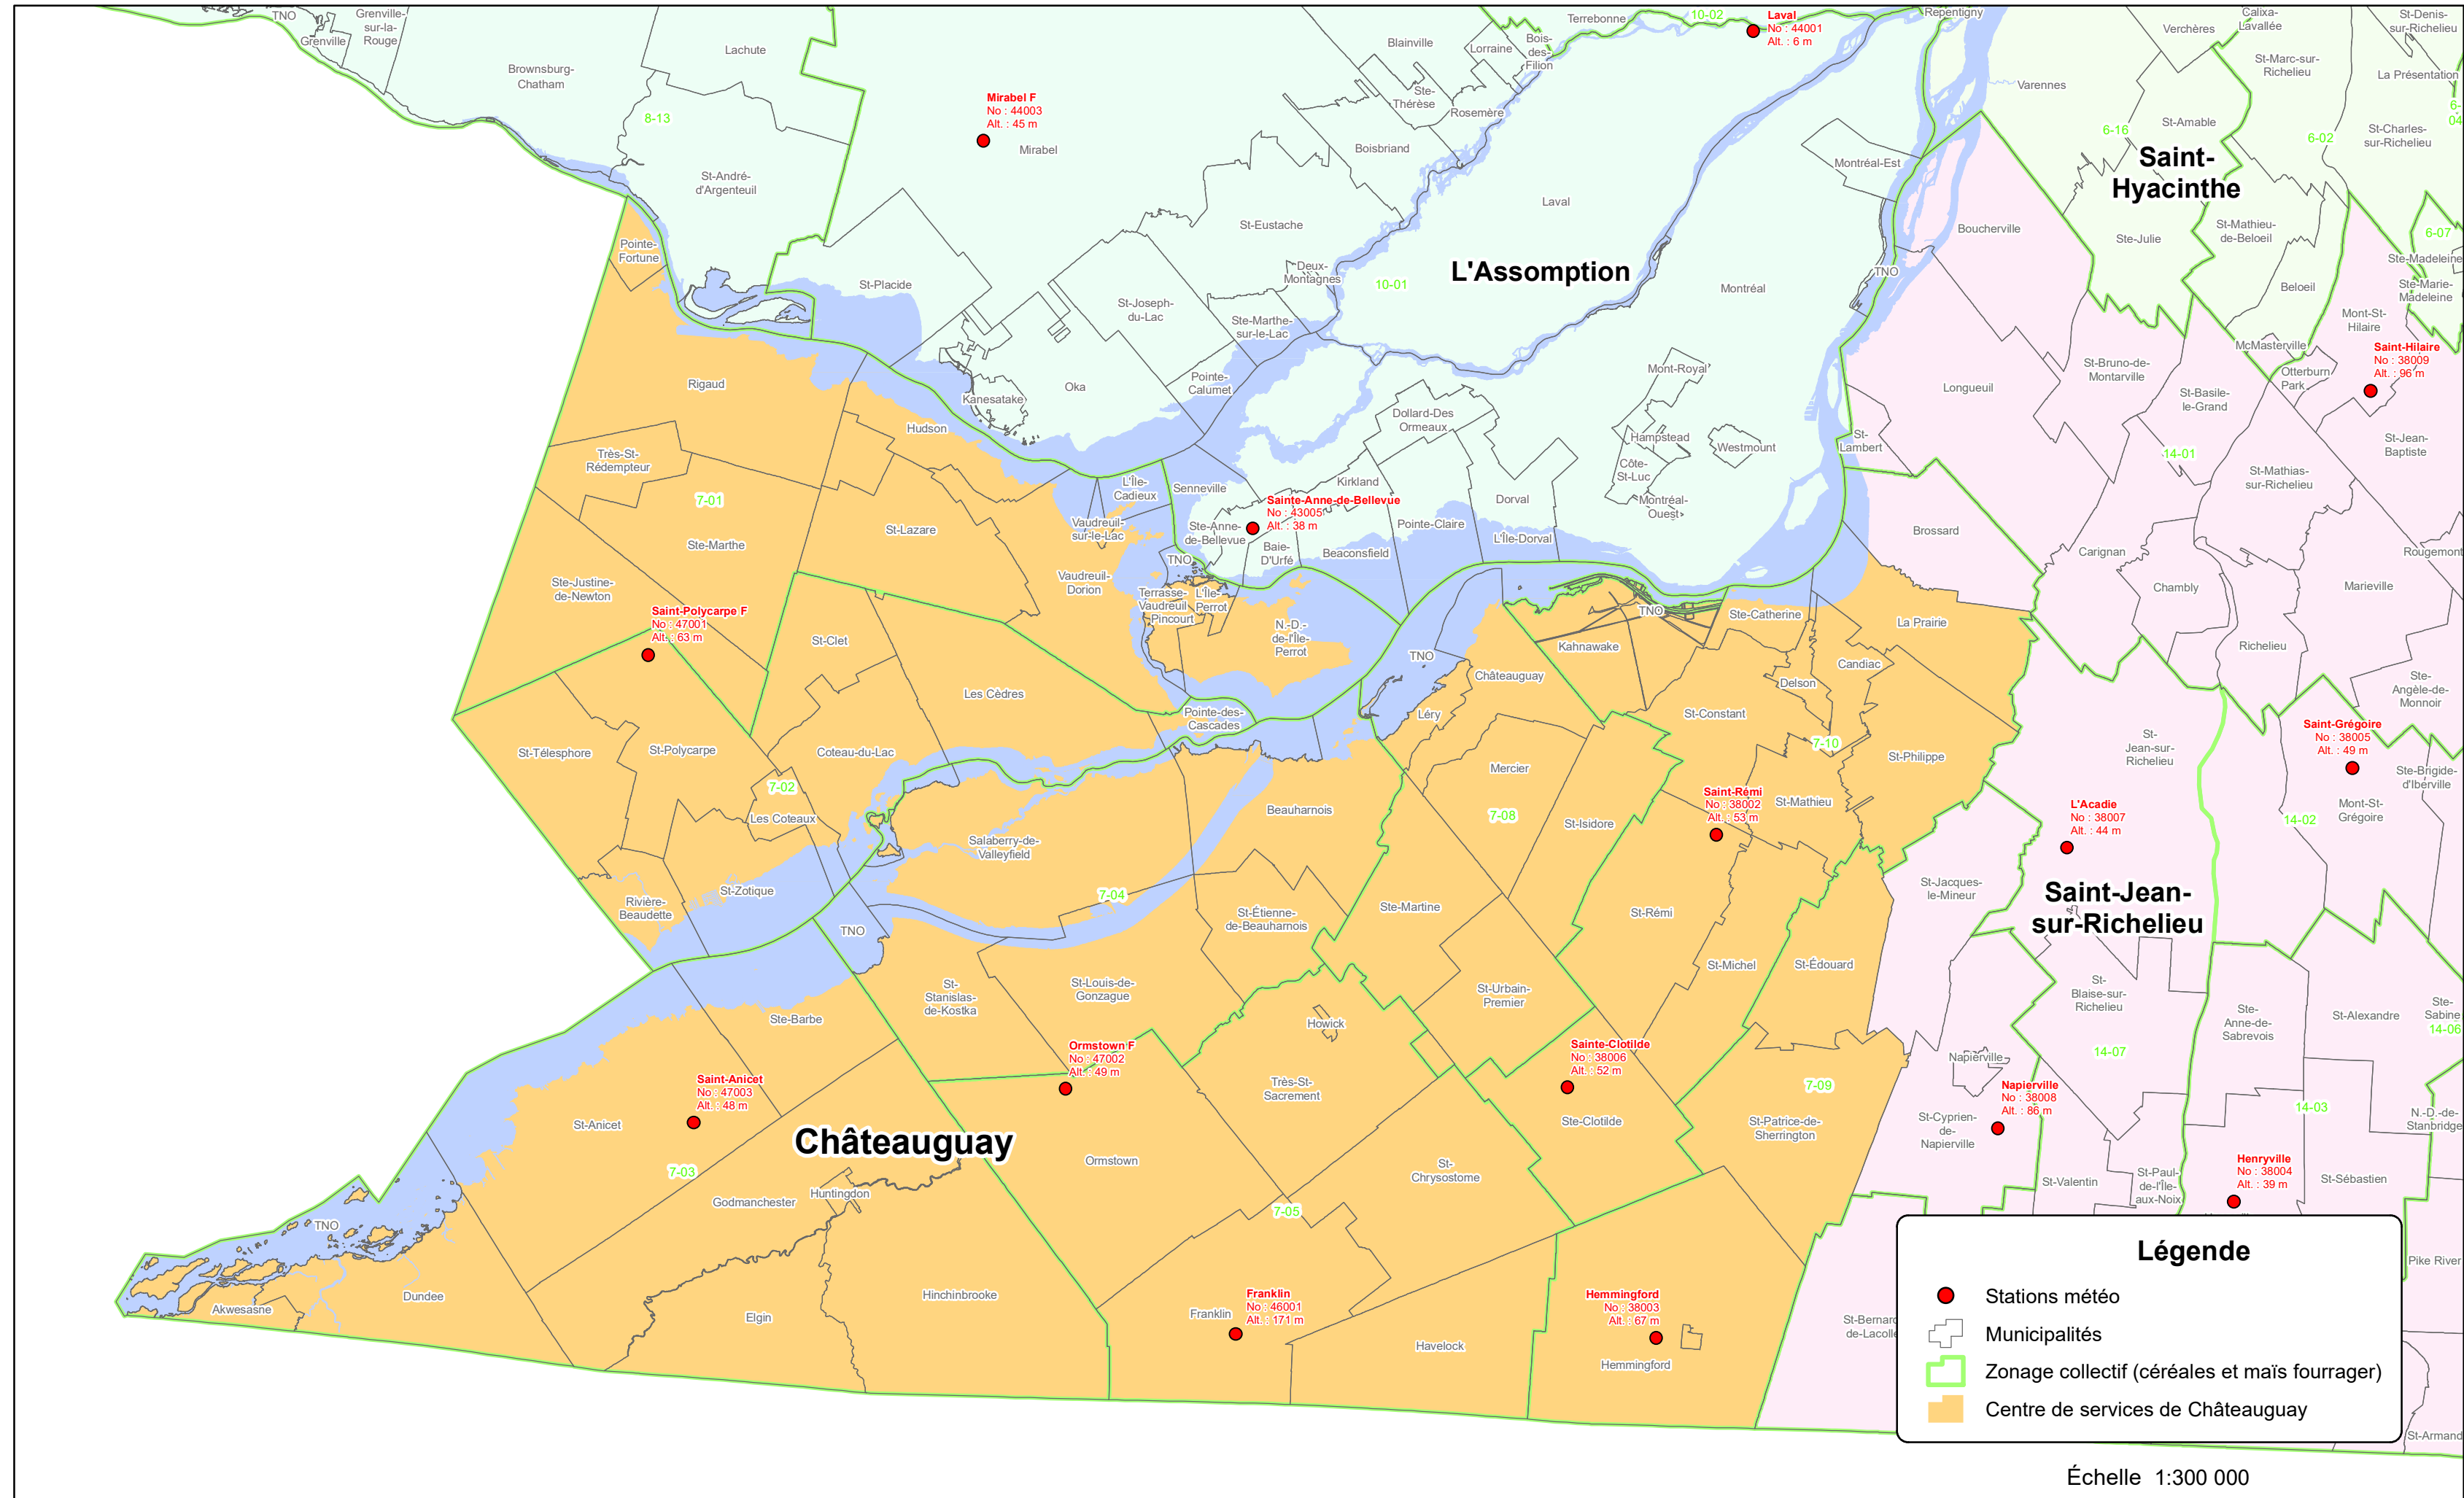 TNO
Grenville-
sur-la-
Rouge
Grenville
Lachute
Brownsburg-
Chatham
8-13
St-André-
d'Argenteuil
Mirabel F
No : 44003
Alt. : 45 m
Mirabel
Blainville
Lorraine
Bois-
des-
Filion
Terrebonne
10-02
Laval
No : 44001
Alt. : 6 m
Repentigny
Ste-
Thérèse
Rosemère
Boisbriand
Varennes
Verchères
Calixa-
Lavallée
St-Denis-
sur-Richelieu
St-Marc-sur-
Richelieu
La Présentation
6-
04
St-Amable
6-16
6-02
St-Charles-
sur-Richelieu
Saint-
Hyacinthe
Montréal-Est
Laval
St-Eustache
Boucherville
Ste-Julie
St-Mathieu-
de-Beloeil
6-07
Ste-Madeleine
Ste-Marie-
Madeleine
Beloeil
Pointe-
Fortune
St-Placide
St-Joseph-
du-Lac
Deux-
Montagnes
10-01
L'Assomption
TNO
Montréal
Ste-Marthe-
sur-le-Lac
Mont-St-
Hilaire
McMasterville
Saint-Hilaire
No : 38009
Alt. : 96 m
Otterburn
Park
Rigaud
Kanesatake
Oka
Pointe-
Calumet
Mont-Royal
Longueuil
St-Bruno-de-
Montarville
St-Basile-
le-Grand
Dollard-Des
Ormeaux
Hampstead
Westmount
St-
Lambert
St-Jean-
Baptiste
Hudson
Très-St-
Rédempteur
7-01
Côte-
St-Luc
14-01
St-Mathias-
sur-Richelieu
L'Île-
Cadieux
Senneville
Kirkland
Sainte-Anne-de-Bellevue
No : 43005
Alt. : 38 m
Dorval
Montréal-
Ouest
Ste-Marthe
St-Lazare
Vaudreuil-
sur-le-Lac
Ste-Anne-
de-Bellevue
Baie-
D'Urfé
Beaconsfield
Pointe-Claire
L'Île-Dorval
Brossard
Carignan
Rougemont
TNO
Ste-Justine-
de-Newton
Vaudreuil-
Dorion
Terrasse-
Vaudreuil
Pincourt
L'Île-
Perrot
Chambly
Marieville
Saint-Polycarpe F
No : 47001
Alt. : 63 m
St-Clet
N.-D.-
de-l'Île-
Perrot
TNO
TNO
Ste-Catherine
La Prairie
Kahnawake
Candiac
Richelieu
Les Cèdres
Châteauguay
Delson
Ste-
Angèle-de-
Monnoir
Pointe-des-
Cascades
Léry
St-Constant
7-10
St-Philippe
St-
Jean-sur-
Richelieu
Saint-Grégoire
No : 38005
Alt. : 49 m
St-Télesphore
St-Polycarpe
Coteau-du-Lac
7-02
Les Coteaux
Mercier
7-08
St-Isidore
Saint-Rémi
No : 38002
Alt. : 53 m
St-Mathieu
L'Acadie
No : 38007
Alt. : 44 m
14-02
Mont-St-
Grégoire
Ste-Brigide-
d'Iberville
Beauharnois
Salaberry-de-
Valleyfield
7-04
St-Zotique
Rivière-
Beaudette
St-Étienne-
de-Beauharnois
Ste-Martine
St-Rémi
St-Jacques-
le-Mineur
Saint-Jean-
sur-Richelieu
TNO
St-Michel
St-Édouard
St-
Stanislas-
de-Kostka
St-Louis-de-
Gonzague
St-Urbain-
Premier
St-
Blaise-sur-
Richelieu
Ste-
Anne-de-
Sabrevois
St-Alexandre
Ste-
Sabine
14-06
Ste-Barbe
Howick
Ormstown F
No : 47002
Alt. : 49 m
Sainte-Clotilde
No : 38006
Alt. : 52 m
Napierville
14-07
Saint-Anicet
No : 47003
Alt. : 48 m
Très-St-
Sacrement
7-09
Napierville
No : 38008
Alt. : 86 m
14-03
St-Anicet
Châteauguay
Ste-Clotilde
St-Patrice-de-
Sherrington
St-Cyprien-
de-
Napierville
N.-D.-de-
Stanbridge
7-03
Ormstown
St-
Chrysostome
St-Valentin
St-Paul-
de-l'Île-
aux-Noix
Henryville
No : 38004
Alt. : 39 m
St-Sébastien
Godmanchester
Huntingdon
7-05
TNO
Akwesasne
Dundee
Elgin
Hinchinbrooke
Franklin
Franklin
No : 46001
Alt. : 171 m
Havelock
Hemmingford
No : 38003
Alt. : 67 m
Hemmingford
St-Bernard
de-Lacolle
Pike River
St-Armand
Légende
Stations météo
Municipalités
Zonage collectif (céréales et maïs fourrager)
Centre de services de Châteauguay
Échelle 1:300 000